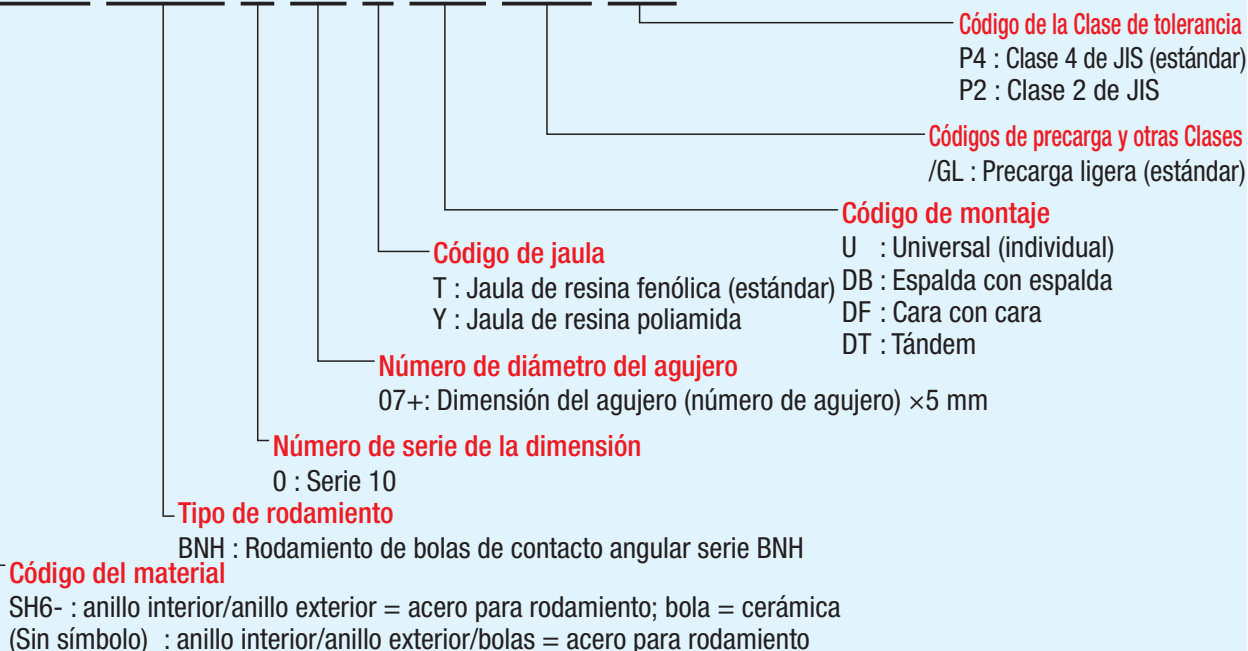 Código de la Clase de tolerancia
P4 : Clase 4 de JIS (estándar)
P2 : Clase 2 de JIS
Códigos de precarga y otras Clases
/GL : Precarga ligera (estándar)
Código de montaje
U : Universal (individual)
DB : Espalda con espalda
DF : Cara con cara
DT : Tándem
Código de jaula
T : Jaula de resina fenólica (estándar)
Y : Jaula de resina poliamida
Número de diámetro del agujero
07+: Dimensión del agujero (número de agujero) ×5 mm
Número de serie de la dimensión
0 : Serie 10
Tipo de rodamiento
BNH : Rodamiento de bolas de contacto angular serie BNH
Código del material
SH6- : anillo interior/anillo exterior = acero para rodamiento; bola = cerámica
(Sin símbolo) : anillo interior/anillo exterior/bolas = acero para rodamiento